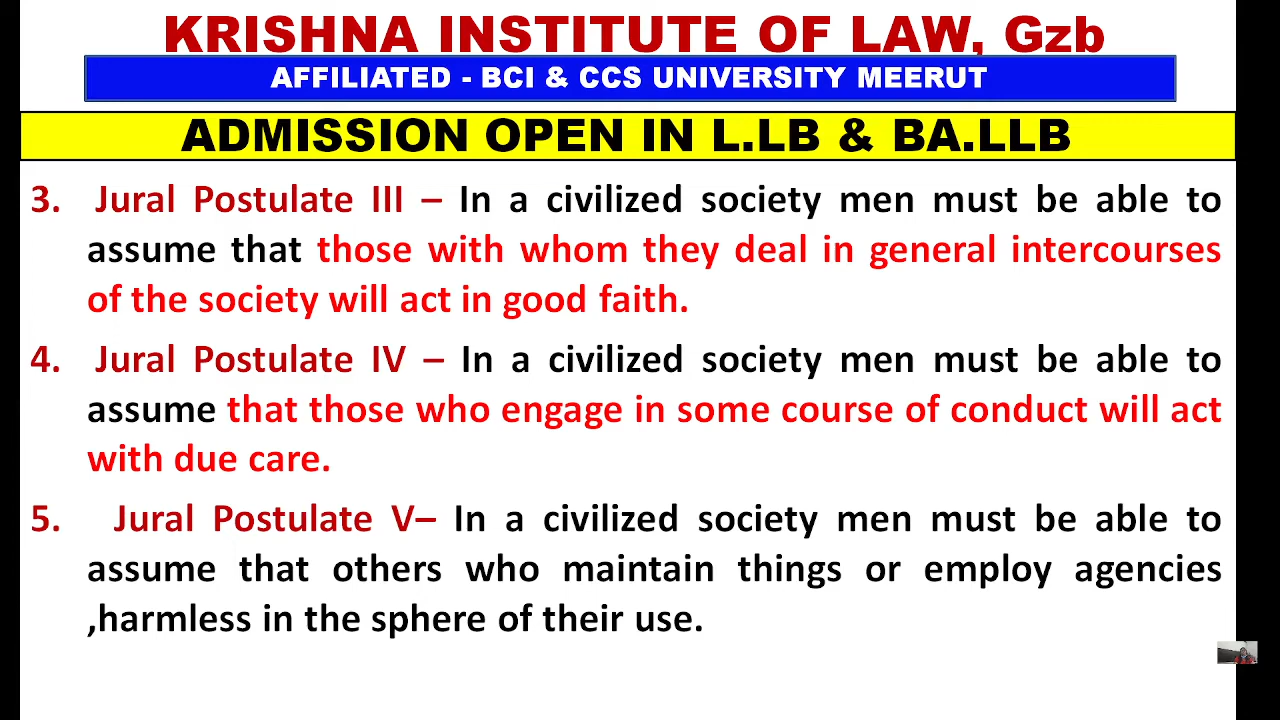 KRISHNA INSTITUTE OF LAW, Gzb
AFFILIATED - BCI & CCS UNIVERSITY MEERUT
ADMISSION OPEN IN L.LB & BA.LLB
3. Jural Postulate III – In a civilized society men must be able to
assume that those with whom they deal in general intercourses
of the society will act in good faith.
4. Jural Postulate IV – In a civilized society men must be able to
assume that those who engage in some course of conduct will act
with due care.
5. Jural Postulate V– In a civilized society men must be able to
assume that others who maintain things or employ agencies
,harmless in the sphere of their use.